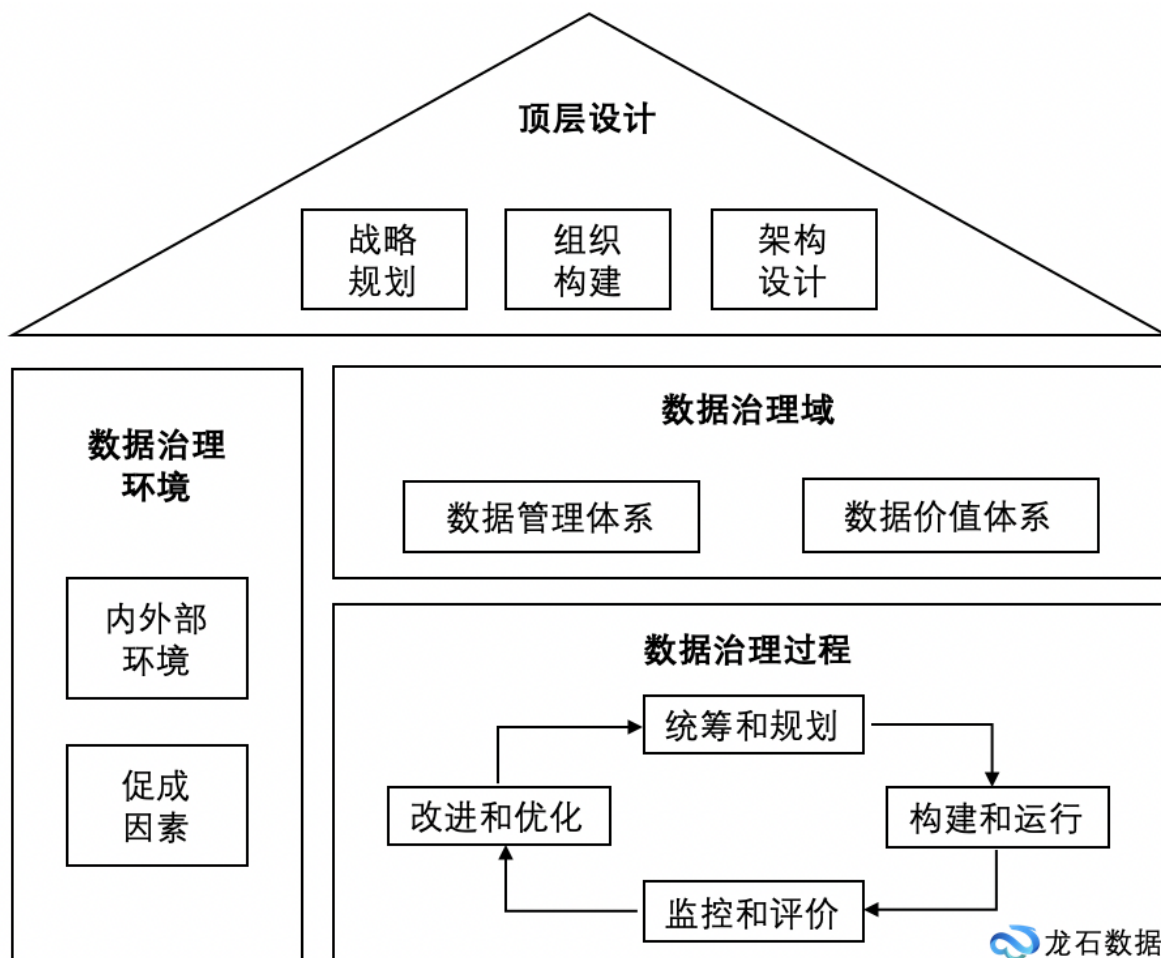 顶层设计
战略
规划
组织
构建
架构
设计
数据治理
环境
内外部
环境
促成
因素
数据治理域
数据管理体系
数据价值体系
数据治理过程
统筹和规划
改进和优化
构建和运行
监控和评价
龙石数据